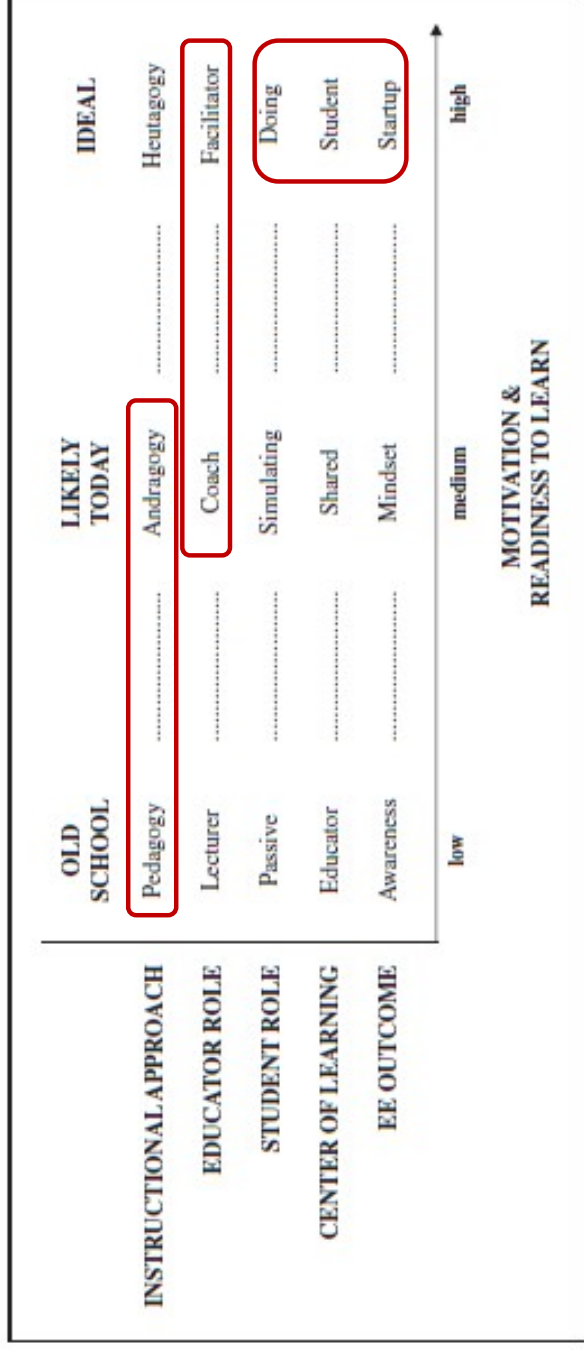 OLD SCHOOL
LIKELY TODAY
IDEAL
INSTRUCTIONAL APPROACH Pedagogy ........................ Andragogy ........................ Heutagogy
EDUCATOR ROLE Lecturer ........................ Coach ........................ Facilitator
STUDENT ROLE Passive ........................ Simulating ........................ Doing
CENTER OF LEARNING Educator ........................ Shared ........................ Student
EE OUTCOME Awareness ........................ Mindset ........................ Startup
low medium high
MOTIVATION &
READINESS TO LEARN